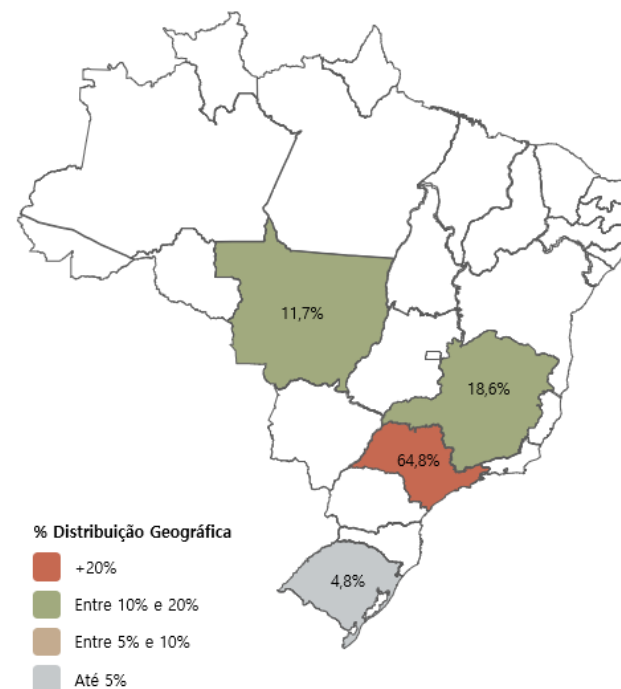 11,7%
18,6%
64,8%
4,8%
% Distribuição Geográfica
+20%
Entre 10% e 20%
Entre 5% e 10%
Até 5%